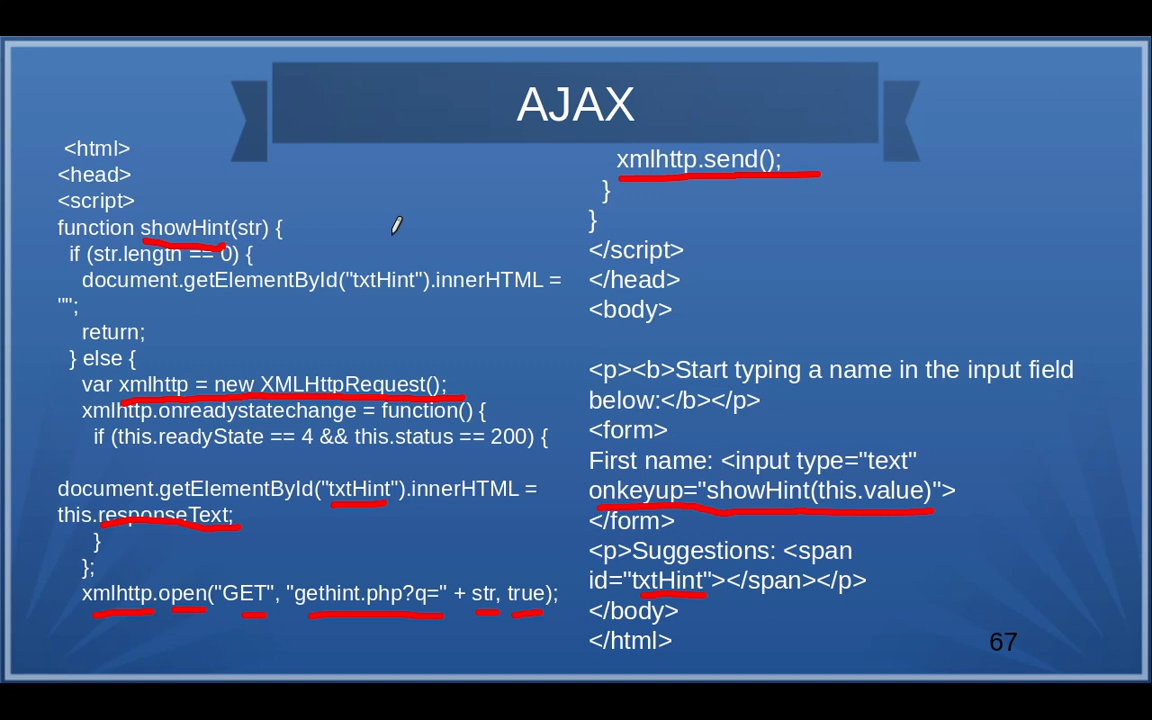 AJAX
<html>
<head>
<script>
function showHint(str) {
if (str.length == 0) {
document.getElementById("txtHint").innerHTML =
"";
return;
} else {
var xmlhttp = new XMLHttpRequest();
xmlhttp.onreadystatechange = function() {
if (this.readyState == 4 && this.status == 200) {
document.getElementById("txtHint").innerHTML =
this.responseText;
}
};
xmlhttp.open("GET", "gethint.php?q=" + str, true);
xmlhttp.send();
}
}
</script>
</head>
<body>
<p><b>Start typing a name in the input field
below:</b></p>
<form>
First name: <input type="text"
onkeyup="showHint(this.value)">
</form>
<p>Suggestions: <span
id="txtHint"></span></p>
</body>
</html>
67